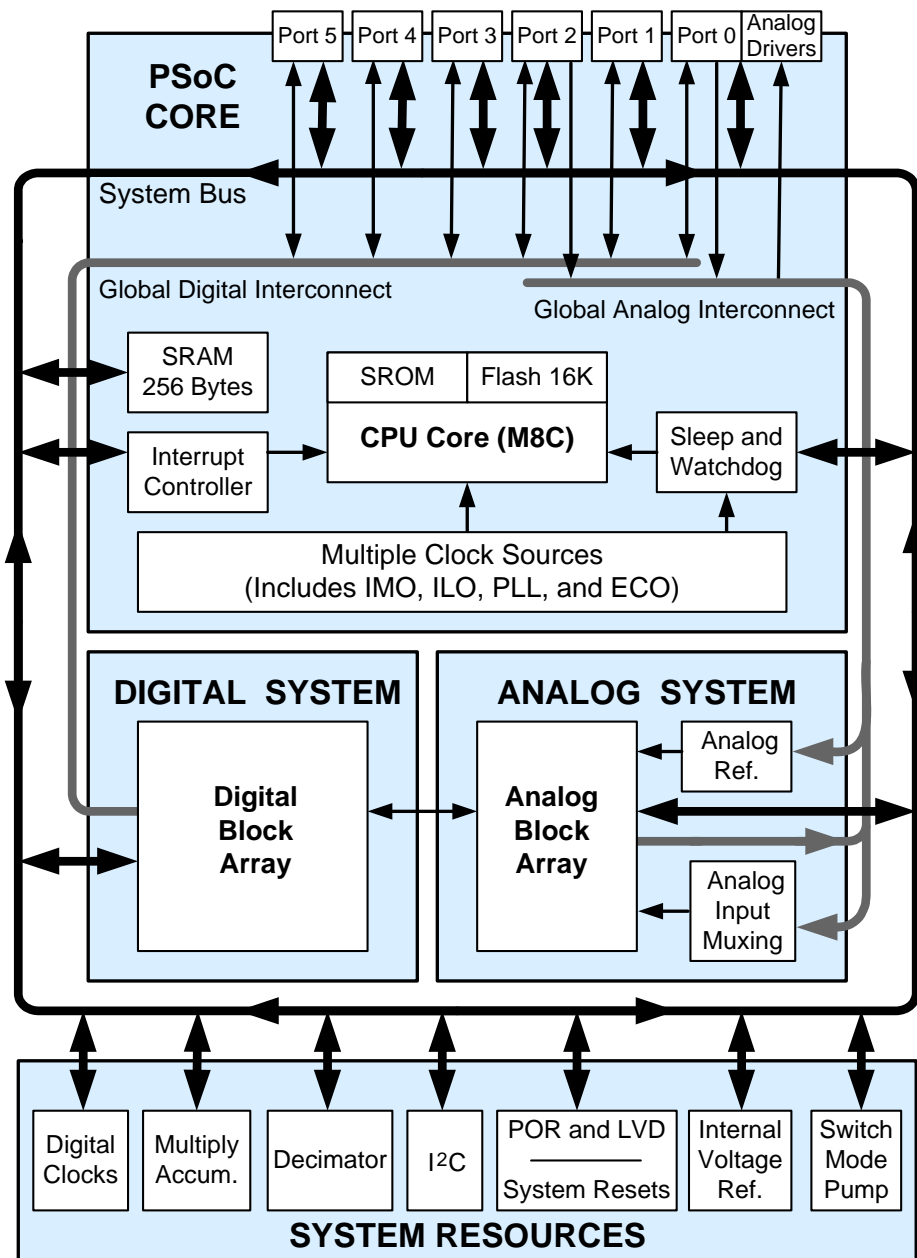 Port 5
Port 4
Port 3
Port 2
Port 1
Port 0
Analog
Drivers
PSoC
CORE
System Bus
Global Digital Interconnect
Global Analog Interconnect
SRAM
256 Bytes
SROM
Flash 16K
CPU Core (M8C)
Interrupt
Controller
Sleep and
Watchdog
Multiple Clock Sources
(Includes IMO, ILO, PLL, and ECO)
DIGITAL SYSTEM
Digital
Block
Array
ANALOG SYSTEM
Analog
Block
Array
Analog
Ref.
Analog
Input
Muxing
Digital
Clocks
Multiply
Accum.
Decimator
I²C
POR and LVD
System Resets
Internal
Voltage
Ref.
Switch
Mode
Pump
SYSTEM RESOURCES